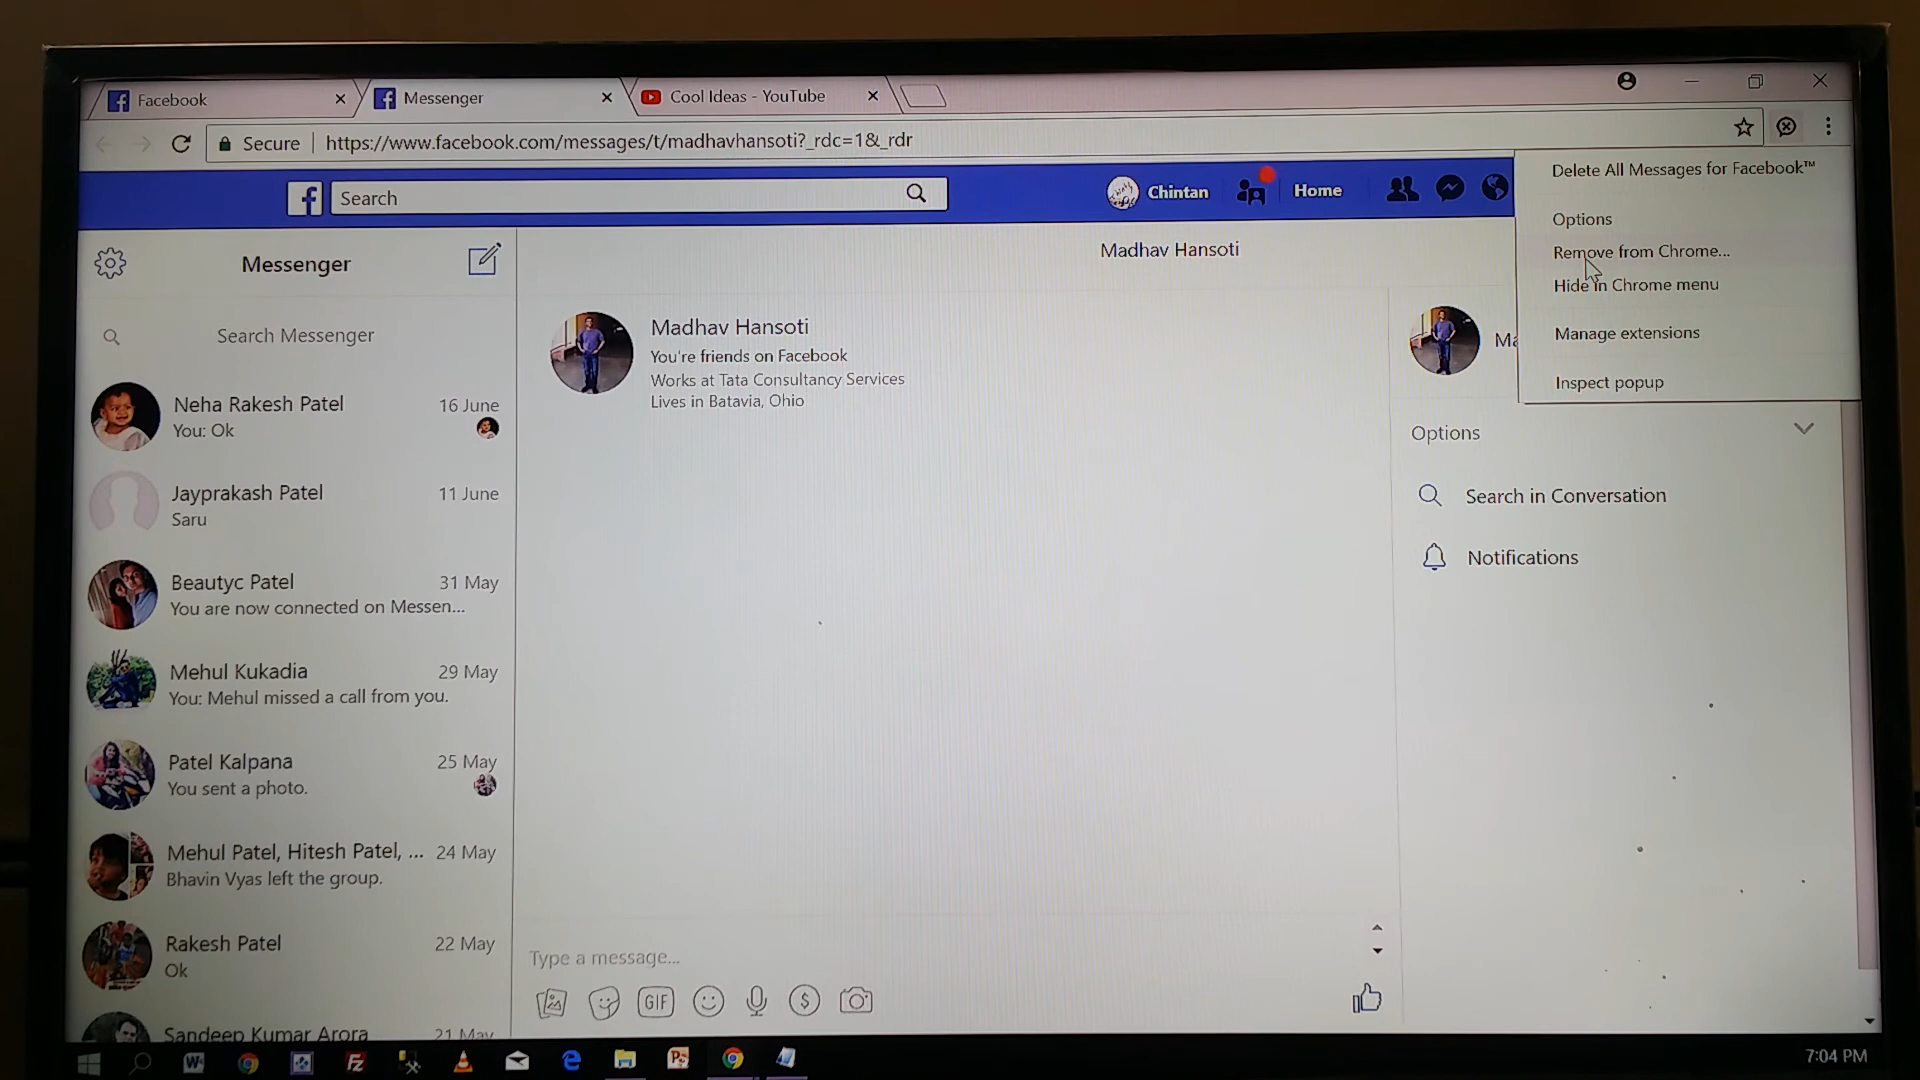 Facebook
Messenger
Cool Ideas - YouTube
Secure
https://www.facebook.com/messages/t/madhavhansoti?_rdc=1&_rdr
Search
Chintan
Home
Delete All Messages for Facebook™
Options
Remove from Chrome...
Hide in Chrome menu
Manage extensions
Inspect popup
Messenger
Search Messenger
Neha Rakesh Patel 16 June
You: Ok
Jayprakash Patel 11 June
Saru
Beautyc Patel 31 May
You are now connected on Messen...
Mehul Kukadia 29 May
You: Mehul missed a call from you.
Patel Kalpana 25 May
You sent a photo.
Mehul Patel, Hitesh Patel, ... 24 May
Bhavin Vyas left the group.
Rakesh Patel 22 May
Ok
Sandeep Kumar Arora 21 May
Madhav Hansoti
Madhav Hansoti
You're friends on Facebook
Works at Tata Consultancy Services
Lives in Batavia, Ohio
Type a message...
GIF
Ma
Options
Search in Conversation
Notifications
7:04 PM